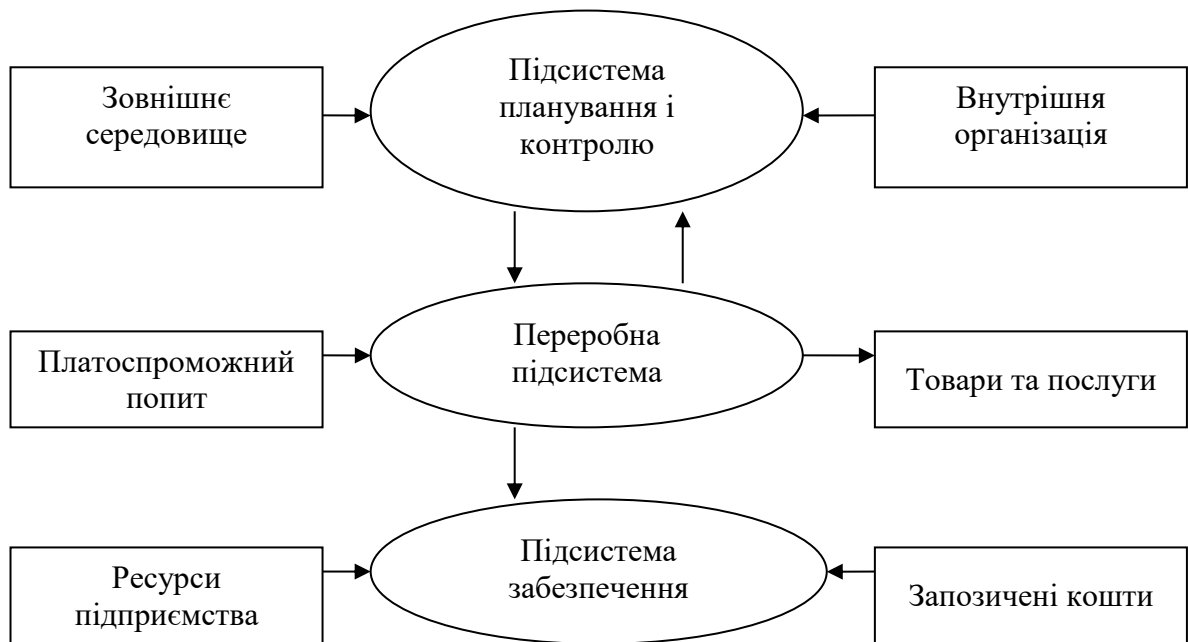 Підсистема
планування і
контролю
Зовнішнє
середовище
Внутрішня
організація
Переробна
підсистема
Платоспроможний
попит
Товари та послуги
Підсистема
забезпечення
Ресурси
підприємства
Запозичені кошти